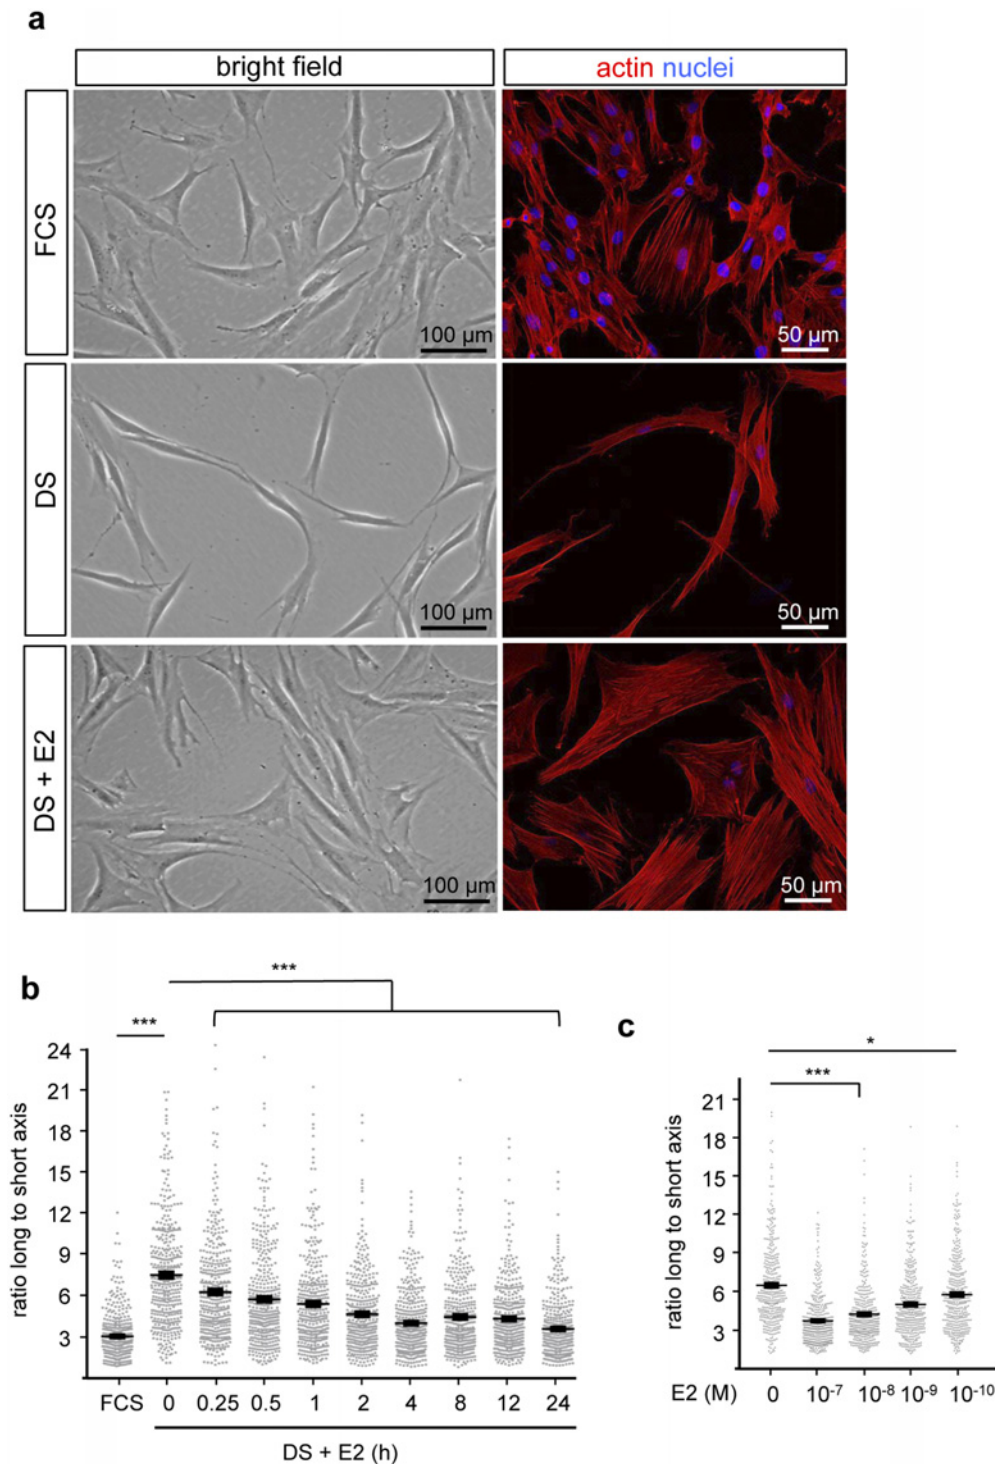 a
bright field
actin nuclei
FCS
100 µm
50 µm
DS
100 µm
50 µm
DS + E2
100 µm
50 µm
b
***
***
ratio long to short axis
24
21
18
15
12
9
6
3
FCS 0 0.25 0.5 1 2 4 8 12 24
DS + E2 (h)
c
*
***
ratio long to short axis
21
18
15
12
9
6
3
E2 (M) 0 10-7 10-8 10-9 10-10